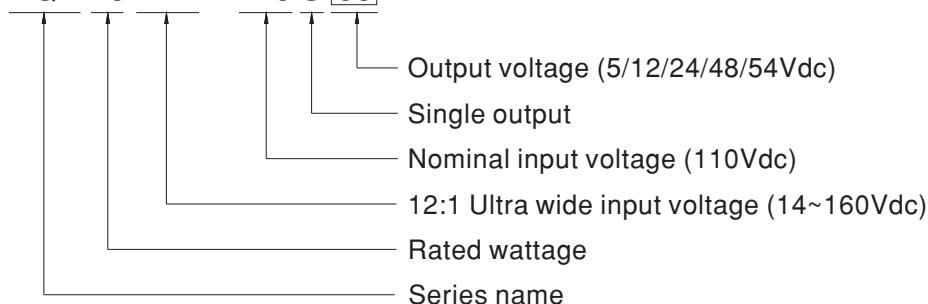 Output voltage (5/12/24/48/54Vdc)
Single output
Nominal input voltage (110Vdc)
12:1 Ultra wide input voltage (14~160Vdc)
Rated wattage
Series name